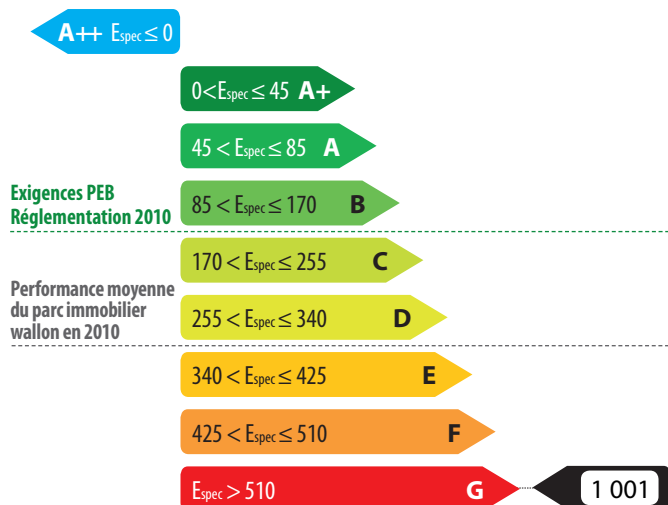 A++ Espec ≤ 0
0<Espec ≤ 45 A+
45 < Espec ≤ 85 A
Exigences PEB
Réglementation 2010
85 < Espec ≤ 170 B
170 < Espec ≤ 255 C
Performance moyenne
du parc immobilier
wallon en 2010
255 < Espec ≤ 340 D
340 < Espec ≤ 425 E
425 < Espec ≤ 510 F
Espec > 510 G
1 001